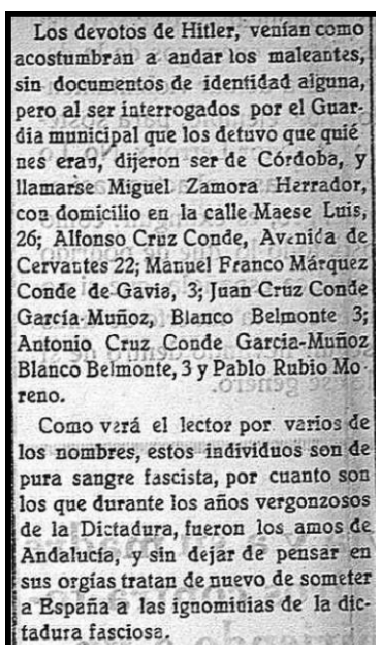 Los devotos de Hitler, venían como
acostumbran a andar los maleantes,
sin documentos de identidad alguna,
pero al ser interrogados por el Guar-
dia municipal que los detuvo que quié
nes eran, dijeron ser de Córdoba, y
llamarse Miguel Zamora Herrador,
con domicilio en la calle Maese Luis,
26; Alfonso Cruz Conde, Avenida de
Cervantes 22; Manuel Franco Márquez
Conde de Gavia, 3; Juan Cruz Conde
García-Muñoz, Blanco Belmonte 3;
Antonio Cruz Conde Garcia-Muñoz
Blanco Belmonte, 3 y Pablo Rubio Mo-
reno.
Como verá el lector por varios de
los nombres, estos individuos son de
pura sangre fascista, por cuanto son
los que durante los años vergonzosos
de la Dictadura, fueron los amos de
Andalucía, y sin dejar de pensar en
sus orgías tratan de nuevo de someter
a España a las ignominias de la dic-
tadura fasciosa.